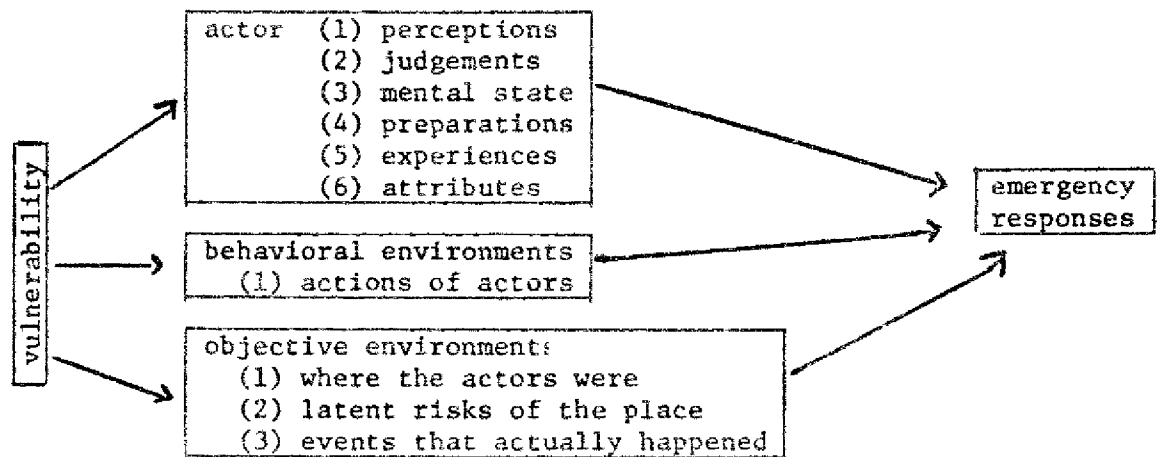 actor (1) perceptions
(2) judgements
(3) mental state
(4) preparations
(5) experiences
(6) attributes
vulnerability
behavioral environments
(1) actions of actors
objective environments
(1) where the actors were
(2) latent risks of the place
(3) events that actually happened
emergency
responses